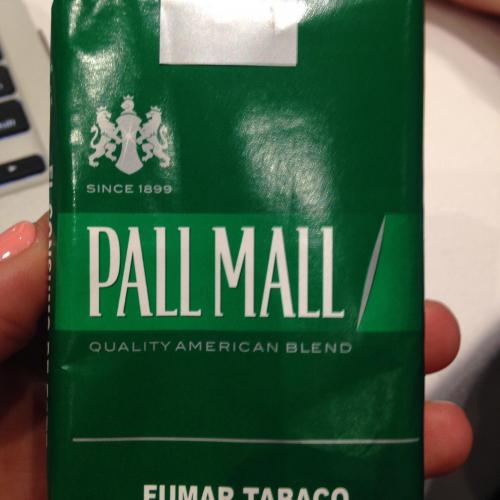 SINCE 1899
PALL MALL
QUALITY AMERICAN BLEND
FUMAR TABACO